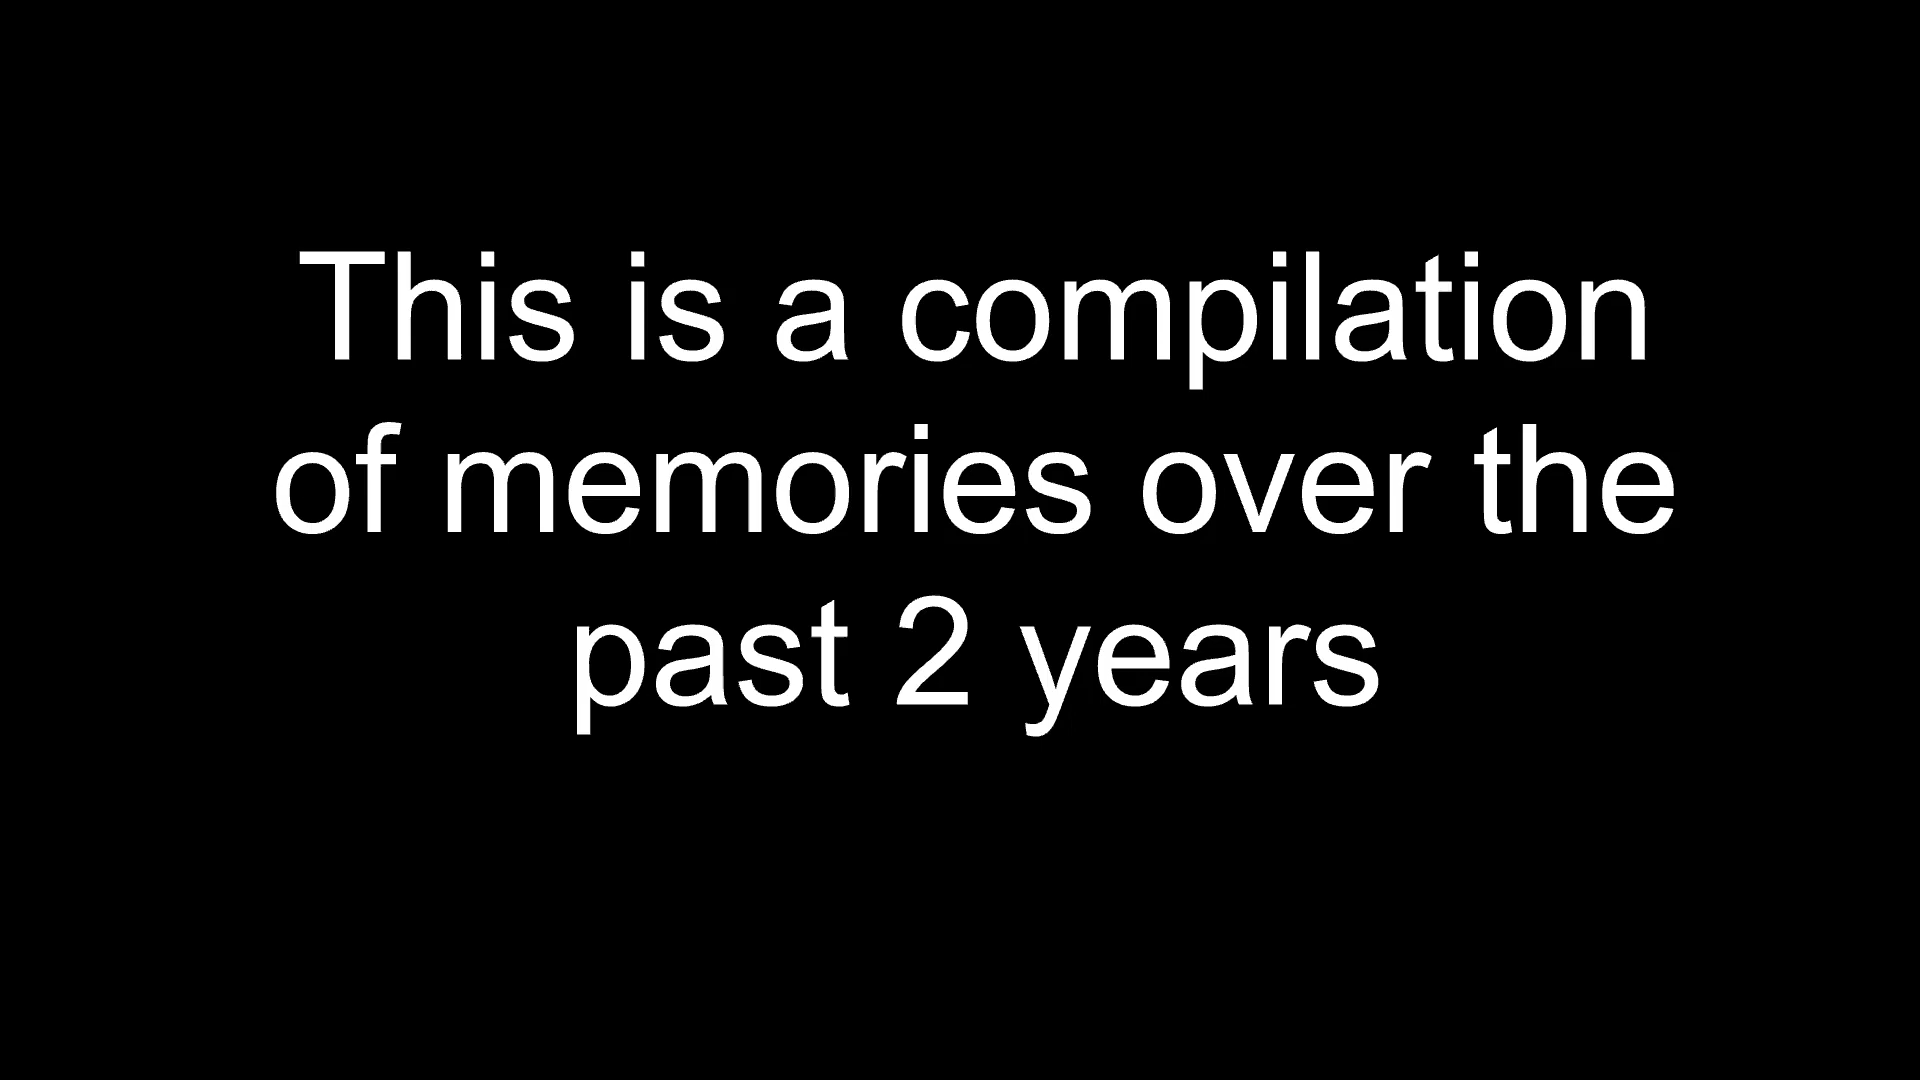 This is a compilation
of memories over the
past 2 years